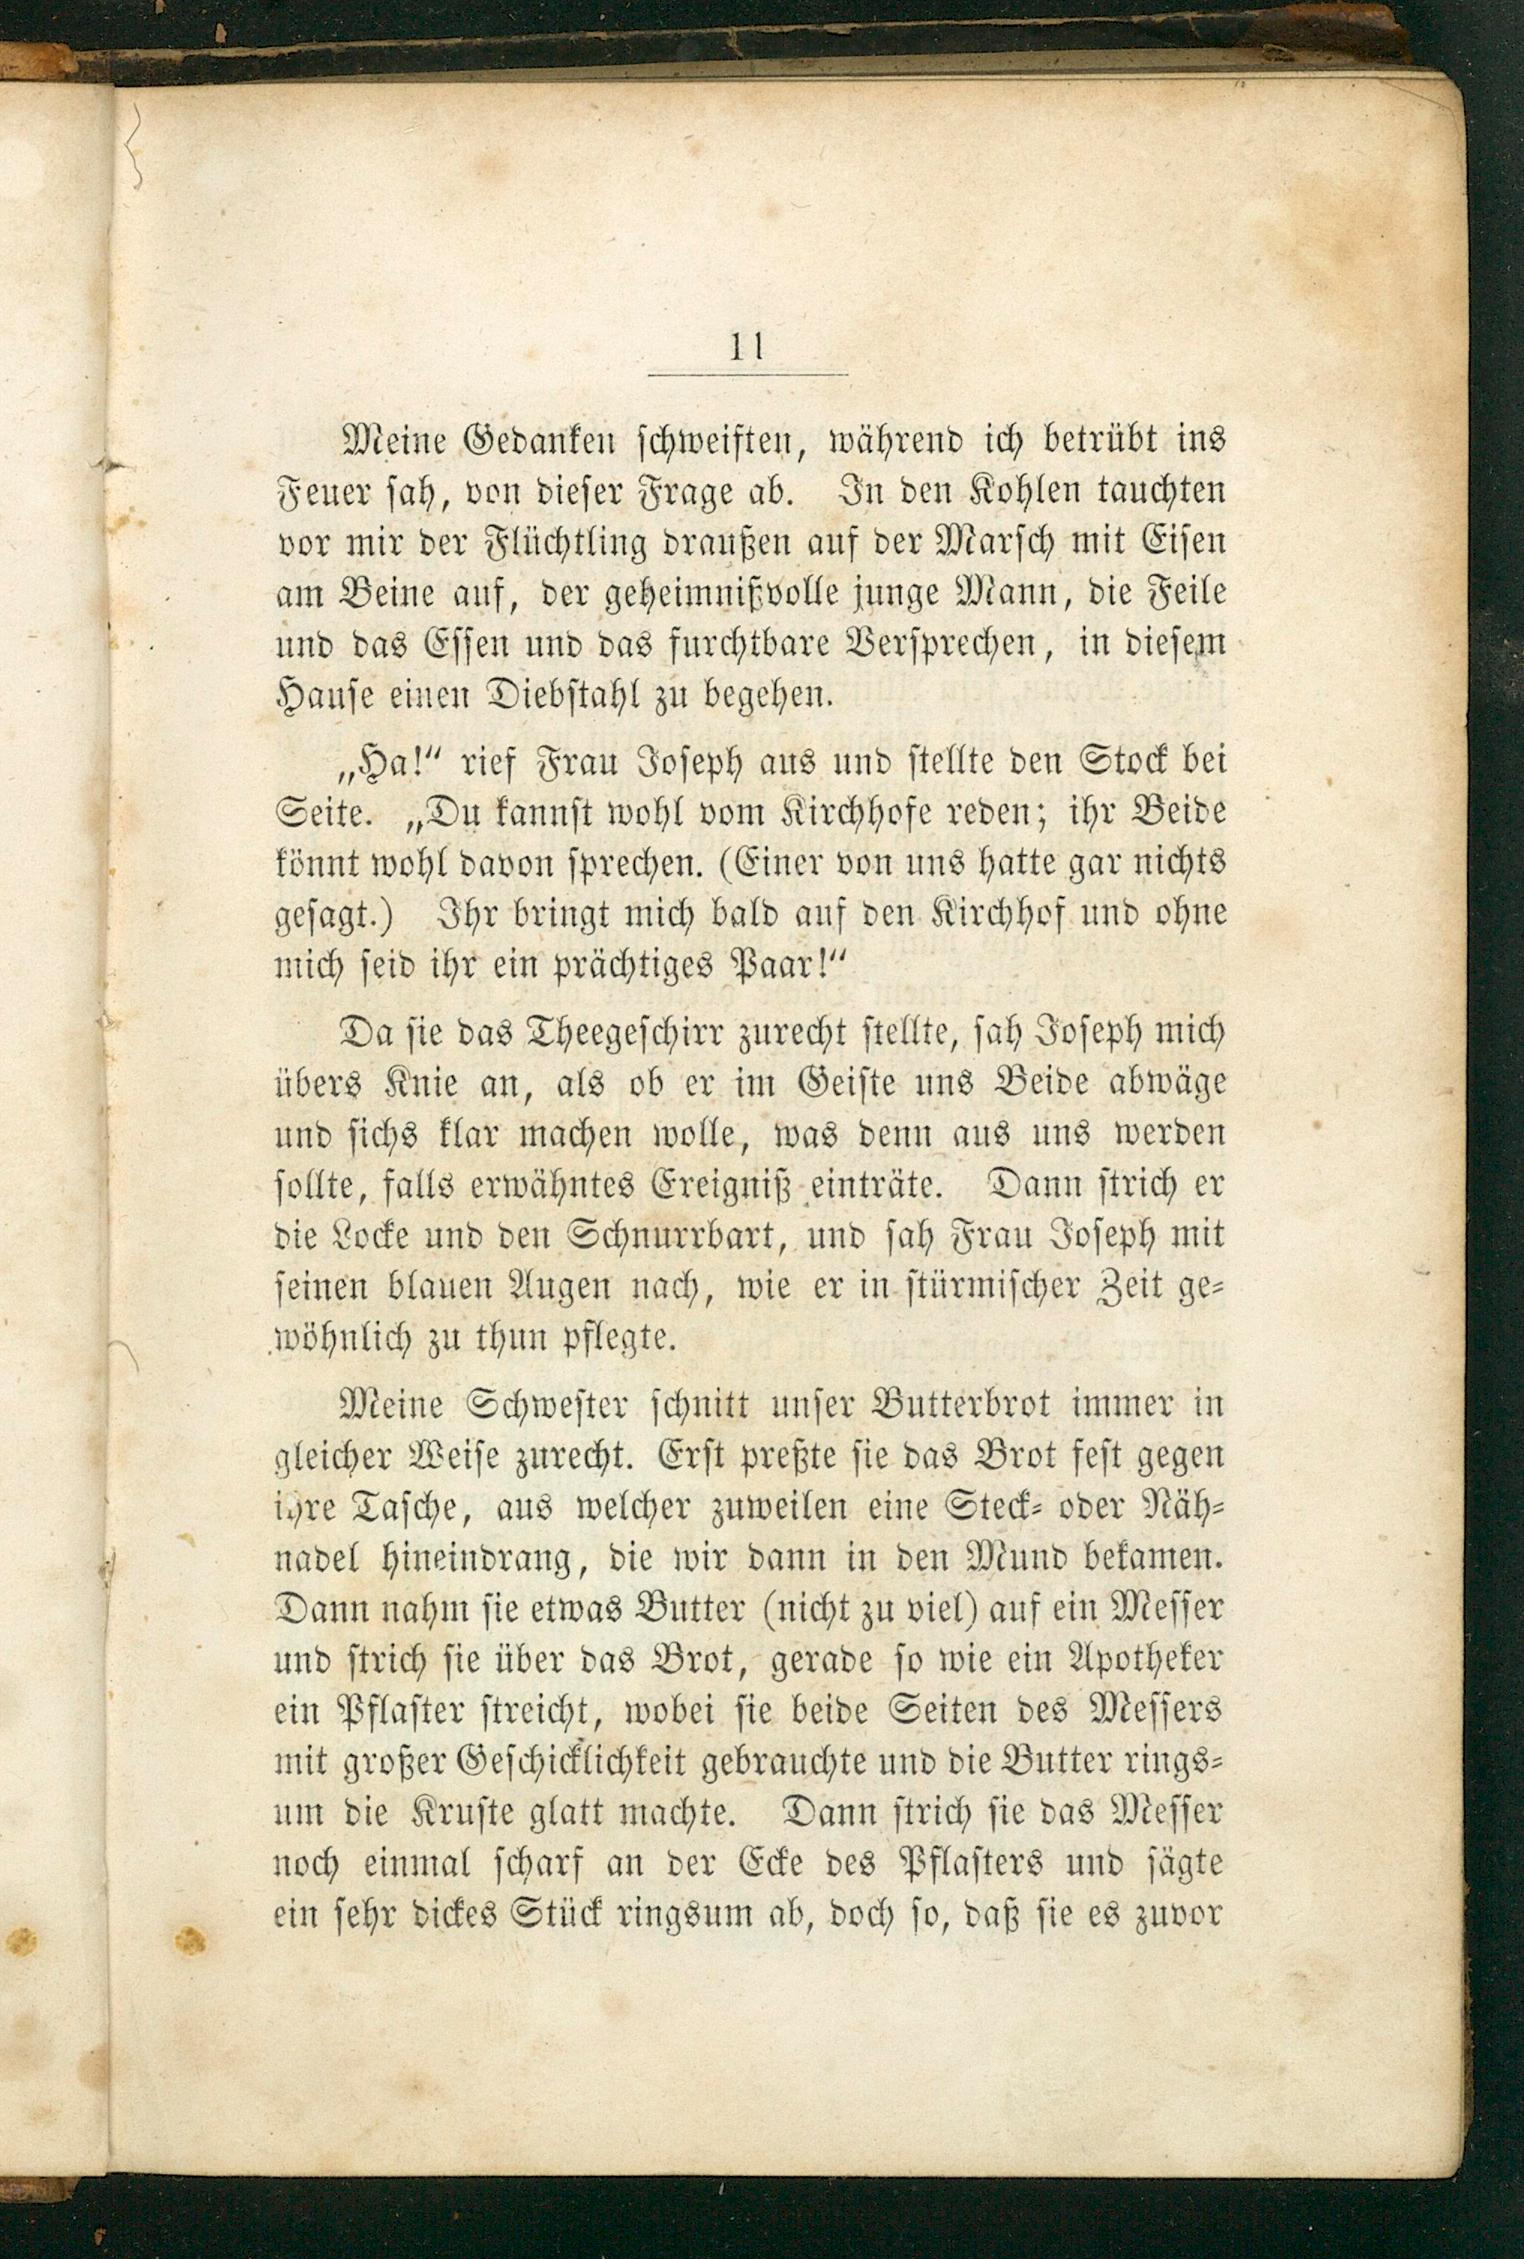 11
Meine Gedanken schweiften, während ich betrübt ins
Feuer sah, von dieser Frage ab. In den Kohlen tauchten
vor mir der Flüchtling draußen auf der Marsch mit Eisen
am Beine auf, der geheimnißvolle junge Mann, die Feile
und das Essen und das furchtbare Versprechen, in diesem
Hause einen Diebstahl zu begehen.
„Ha!“ rief Frau Joseph aus und stellte den Stock bei
Seite. „Du kannst wohl vom Kirchhofe reden; ihr Beide
könnt wohl davon sprechen. (Einer von uns hatte gar nichts
gesagt.) Ihr bringt mich bald auf den Kirchhof und ohne
mich seid ihr ein prächtiges Paar!“
Da sie das Theegeschirr zurecht stellte, sah Joseph mich
übers Knie an, als ob er im Geiste uns Beide abwäge
und sichs klar machen wolle, was denn aus uns werden
sollte, falls erwähntes Ereigniß einträte. Dann strich er
die Locke und den Schnurrbart, und sah Frau Joseph mit
seinen blauen Augen nach, wie er in stürmischer Zeit ge-
wöhnlich zu thun pflegte.
Meine Schwester schnitt unser Butterbrot immer in
gleicher Weise zurecht. Erst preßte sie das Brot fest gegen
ihre Tasche, aus welcher zuweilen eine Steck- oder Näh-
nadel hineindrang, die wir dann in den Mund bekamen.
Dann nahm sie etwas Butter (nicht zu viel) auf ein Messer
und strich sie über das Brot, gerade so wie ein Apotheker
ein Pflaster streicht, wobei sie beide Seiten des Messers
mit großer Geschicklichkeit gebrauchte und die Butter rings-
um die Kruste glatt machte. Dann strich sie das Messer
noch einmal scharf an der Ecke des Pflasters und sägte
ein sehr dickes Stück ringsum ab, doch so, daß sie es zuvor